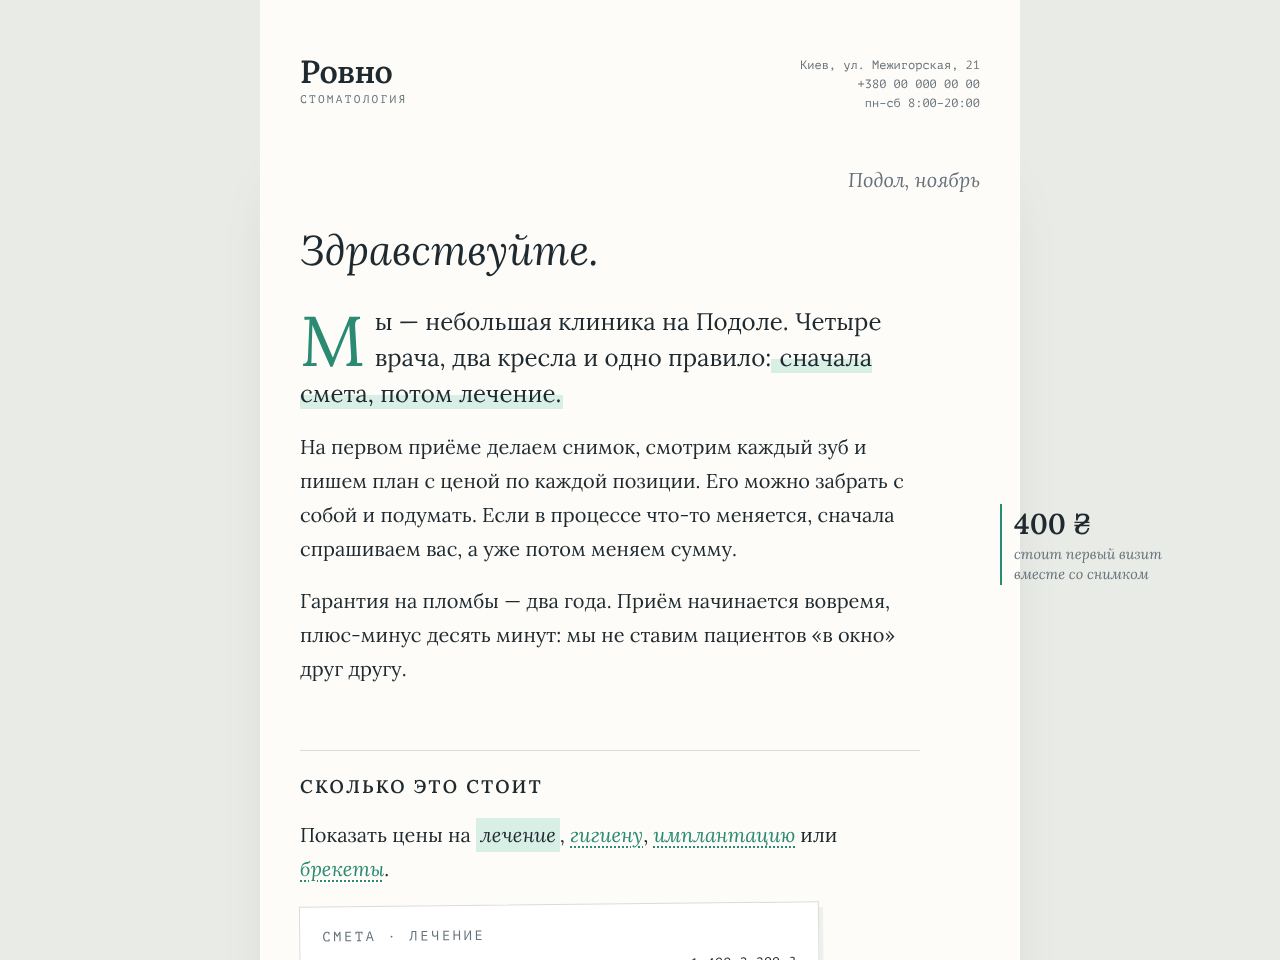 Ровно
СТОМАТОЛОГИЯ
Киев, ул. Межигорская, 21
+380 00 000 00 00
пн–сб 8:00–20:00
Подол, ноябрь
Здравствуйте.
Мы — небольшая клиника на Подоле. Четыре
врача, два кресла и одно правило: сначала
смета, потом лечение.
На первом приёме делаем снимок, смотрим каждый зуб и
пишем план с ценой по каждой позиции. Его можно забрать с
собой и подумать. Если в процессе что-то меняется, сначала
спрашиваем вас, а уже потом меняем сумму.
400 ₴
стоит первый визит
вместе со снимком
Гарантия на пломбы — два года. Приём начинается вовремя,
плюс-минус десять минут: мы не ставим пациентов «в окно»
друг другу.
сколько это стоит
Показать цены на лечение, гигиену, имплантацию или
брекеты.
СМЕТА · ЛЕЧЕНИЕ